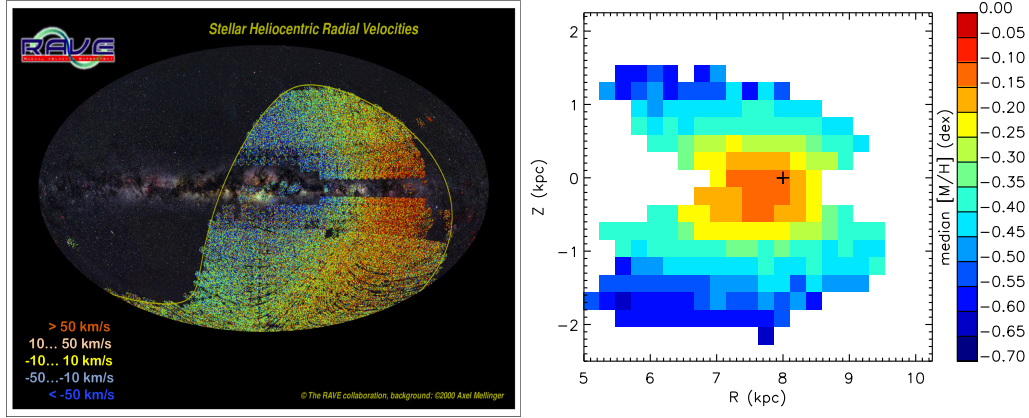 Stellar Heliocentric Radial Velocities
RAVE
RADIAL VELOCITY EXPERIMENT
> 50 km/s
10... 50 km/s
-10... 10 km/s
-50...-10 km/s
< -50 km/s
© The RAVE collaboration, background: ©2000 Axel Mellinger
2
1
0
−1
−2
Z (kpc)
5 6 7 8 9 10
R (kpc)
median [M/H] (dex)
0.00
−0.05
−0.10
−0.15
−0.20
−0.25
−0.30
−0.35
−0.40
−0.45
−0.50
−0.55
−0.60
−0.65
−0.70